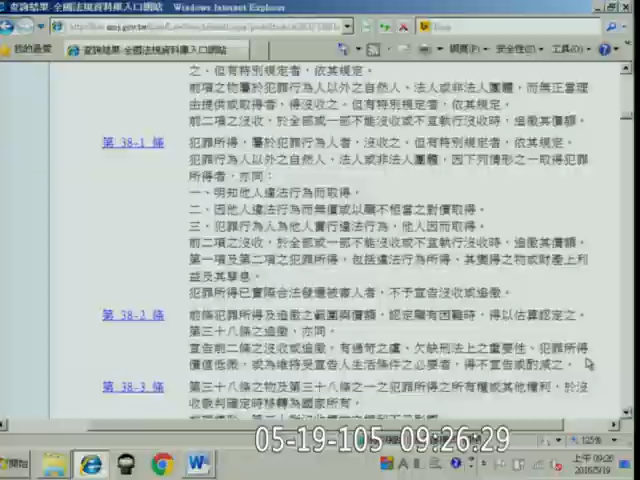 查詢結果-全國法規資料庫入口網站 - Windows Internet Explorer
Bing
我的最愛
查詢結果-全國法規資料庫入口網站
網頁(P)
安全性(S)
工具(O)
之。但有特別規定者，依其規定。
前項之物屬於犯罪行為人以外之自然人、法人或非法人團體，而無正當理
由提供或取得者，得沒收之。但有特別規定者，依其規定。
前二項之沒收，於全部或一部不能沒收或不宜執行沒收時，追徵其價額。
第 38-1 條
犯罪所得，屬於犯罪行為人者，沒收之。但有特別規定者，依其規定。
犯罪行為人以外之自然人、法人或非法人團體，因下列情形之一取得犯罪
所得者，亦同：
一、明知他人違法行為而取得。
二、因他人違法行為而無償或以顯不相當之對價取得。
三、犯罪行為人為他人實行違法行為，他人因而取得。
前二項之沒收，於全部或一部不能沒收或不宜執行沒收時，追徵其價額。
第一項及第二項之犯罪所得，包括違法行為所得、其變得之物或財產上利
益及其孳息。
犯罪所得已實際合法發還被害人者，不予宣告沒收或追徵。
第 38-2 條
前條犯罪所得及追徵之範圍與價額，認定顯有困難時，得以估算認定之。
第三十八條之追徵，亦同。
宣告前二條之沒收或追徵，有過苛之虞、欠缺刑法上之重要性、犯罪所得
價值低微，或為維持受宣告人生活條件之必要者，得不宣告或酌減之。
第 38-3 條
第三十八條之物及第三十八條之一之犯罪所得之所有權或其他權利，於沒
收裁判確定時移轉為國家所有。
125%
05-19-105 09:26:29
開始
上午 09:26
2016/5/19